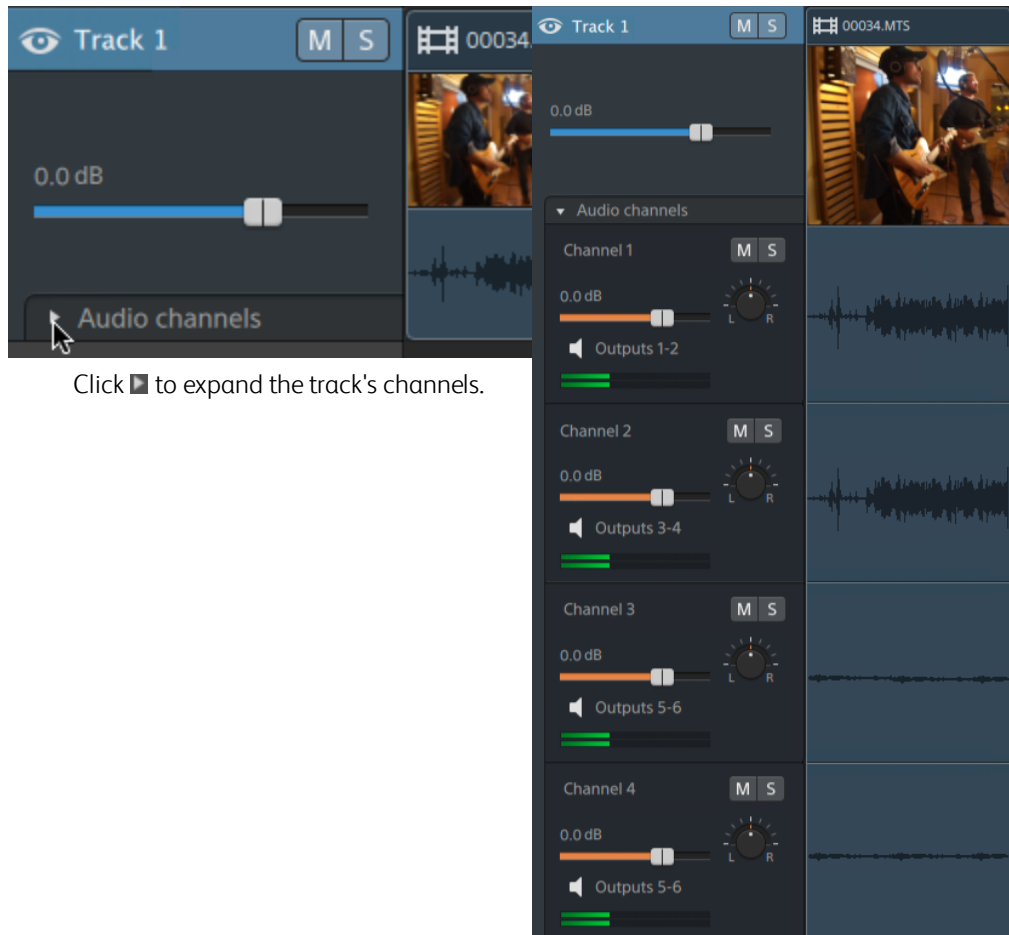 Track 1
M S
00034.
0.0 dB
Audio channels
Click to expand the track's channels.
Track 1
M S
00034.MTS
0.0 dB
Audio channels
Channel 1
M S
0.0 dB
L R
Outputs 1-2
Channel 2
M S
0.0 dB
L R
Outputs 3-4
Channel 3
M S
0.0 dB
L R
Outputs 5-6
Channel 4
M S
0.0 dB
L R
Outputs 5-6